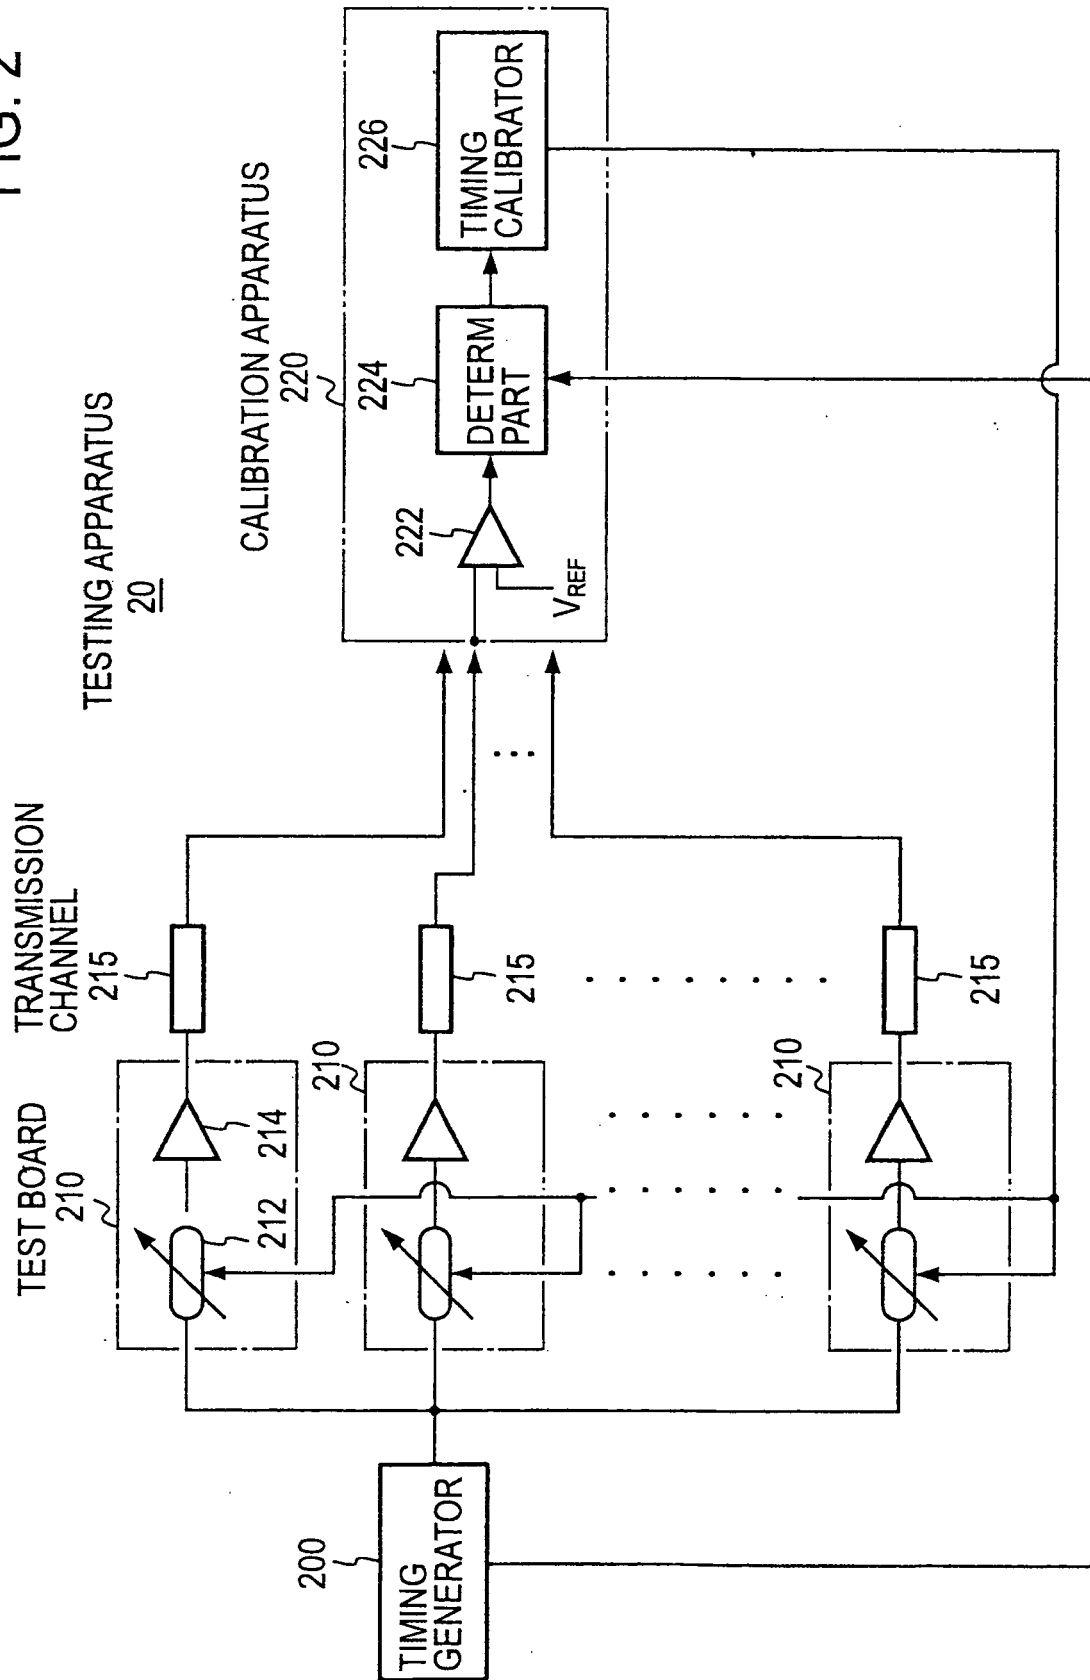 FIG. 2
TESTING APPARATUS
20
CALIBRATION APPARATUS
220
TRANSMISSION
CHANNEL
215
TEST BOARD
210
212
214
210
215
210
215
200
TIMING
GENERATOR
222
VREF
224
DETERM
PART
226
TIMING
CALIBRATOR